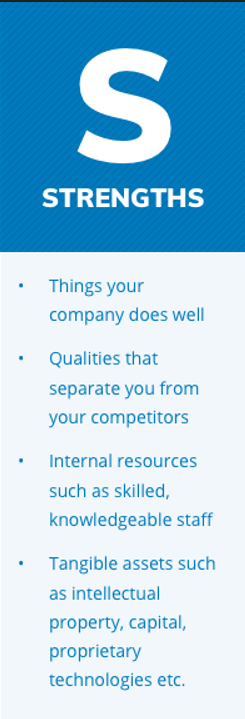 S
STRENGTHS
• Things your
company does well
• Qualities that
separate you from
your competitors
• Internal resources
such as skilled,
knowledgeable staff
• Tangible assets such
as intellectual
property, capital,
proprietary
technologies etc.